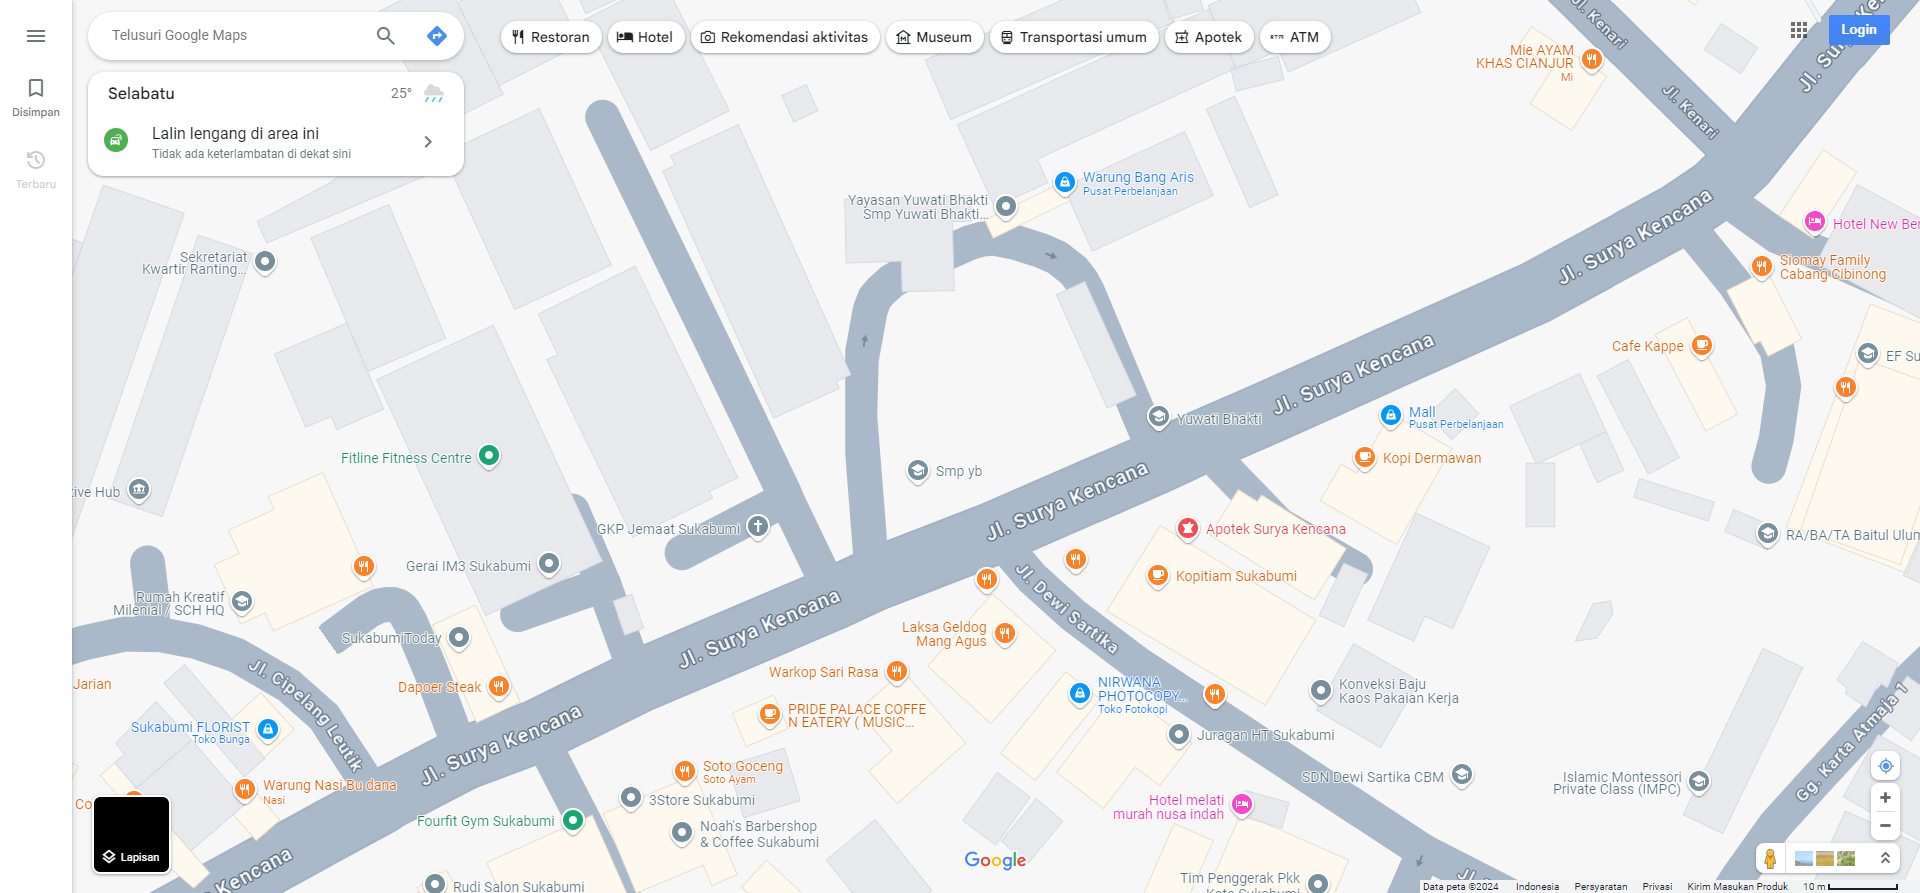 Telusuri Google Maps
Restoran
Hotel
Rekomendasi aktivitas
Museum
Transportasi umum
Apotek
ATM
Login
Disimpan
Terbaru
Selabatu
25°
Lalin lengang di area ini
Tidak ada keterlambatan di dekat sini
Jl. Kenari
Jl. Kenari
Jl. Surya Kencana
Mie AYAM
KHAS CIANJUR
Mi
Warung Bang Aris
Pusat Perbelanjaan
Yayasan Yuwati Bhakti
Smp Yuwati Bhakti...
Jl. Surya Kencana
Hotel New Ber
Sekretariat
Kwartir Ranting...
Siomay Family
Cabang Cibinong
Jl. Surya Kencana
Cafe Kappe
EF Su
Mall
Pusat Perbelanjaan
Yuwati Bhakti
Fitline Fitness Centre
Kopi Dermawan
Smp yb
tive Hub
Jl. Surya Kencana
GKP Jemaat Sukabumi
Apotek Surya Kencana
RA/BA/TA Baitul Ulum
Gerai IM3 Sukabumi
Kopitiam Sukabumi
Rumah Kreatif
Milenial / SCH HQ
Jl. Surya Kencana
Jl. Dewi Sartika
SukabumiToday
Laksa Geldog
Mang Agus
Warkop Sari Rasa
Jarian
Dapoer Steak
Jl. Cipelang Leutik
NIRWANA
PHOTOCOPY...
Toko Fotokopi
Konveksi Baju
Kaos Pakaian Kerja
PRIDE PALACE COFFE
N EATERY ( MUSIC...
Sukabumi FLORIST
Toko Bunga
Jl. Surya Kencana
Juragan HT Sukabumi
Gg. Karta Atmaja 1
Soto Goceng
Soto Ayam
SDN Dewi Sartika CBM
Islamic Montessori
Private Class (IMPC)
Warung Nasi Bu dana
Nasi
Co
3Store Sukabumi
Hotel melati
murah nusa indah
Fourfit Gym Sukabumi
Noah's Barbershop
& Coffee Sukabumi
Lapisan
Kencana
Google
Rudi Salon Sukabumi
Tim Penggerak Pkk
Kota Sukabumi
Jl.
Data peta ©2024
Indonesia
Persyaratan
Privasi
Kirim Masukan Produk
10 m